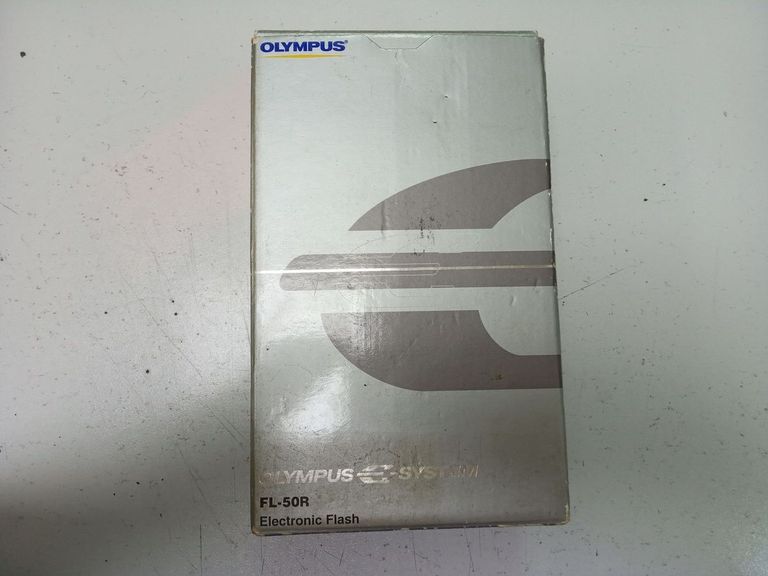 OLYMPUS
OLYMPUS E-SYSTEM
FL-50R
Electronic Flash